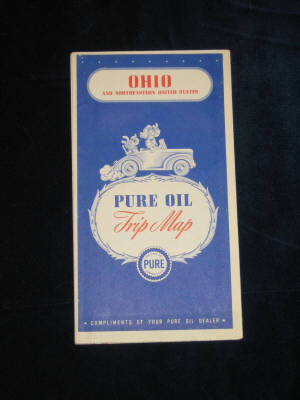 OHIO
AND NORTHEASTERN UNITED STATES
PURE OIL
Trip Map
PURE
COMPLIMENTS OF YOUR PURE OIL DEALER